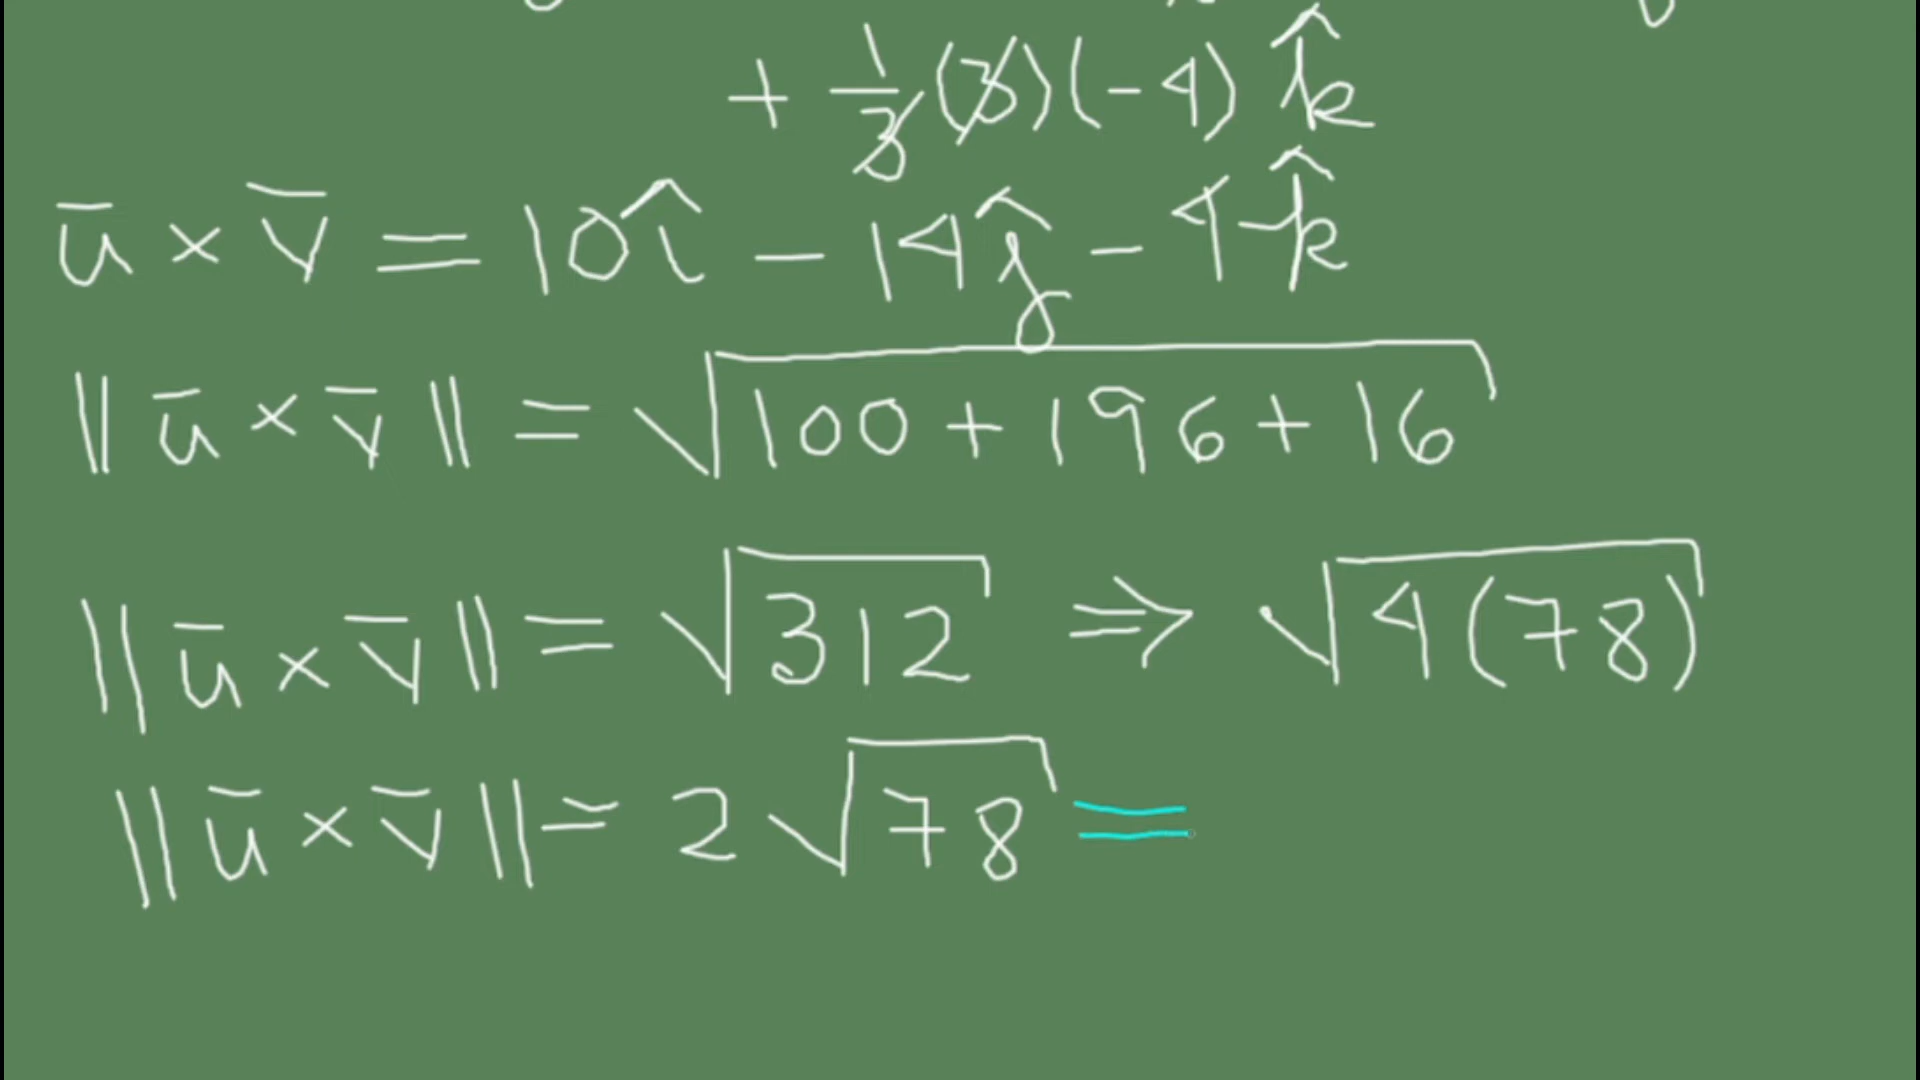 + 1/3 (3)(-4) k̂
ū × v̄ = 10î - 14ĵ - 4k̂
‖ū × v̄‖ = √(100 + 196 + 16)
‖ū × v̄‖ = √312 ⇒ √(4(78))
‖ū × v̄‖ = 2√78 =